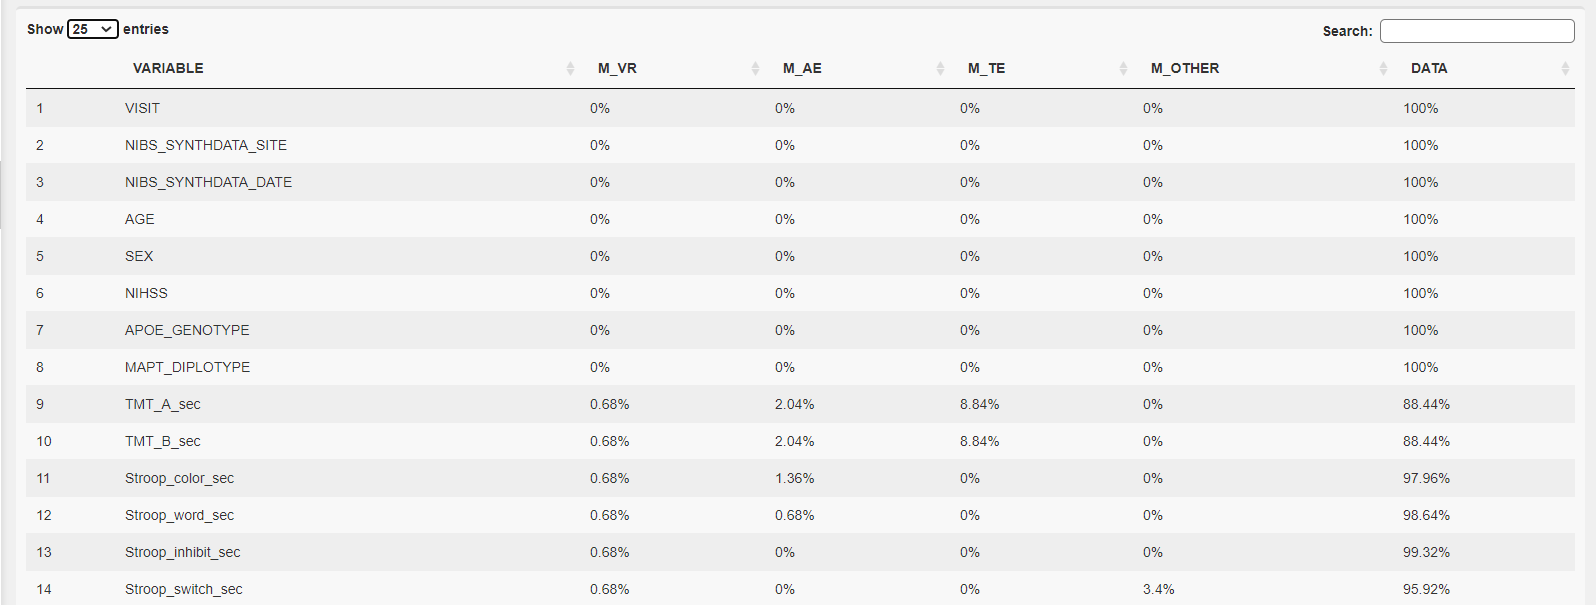 Show 25 entries Search:
VARIABLE M_VR M_AE M_TE M_OTHER DATA
1 VISIT 0% 0% 0% 0% 100%
2 NIBS_SYNTHDATA_SITE 0% 0% 0% 0% 100%
3 NIBS_SYNTHDATA_DATE 0% 0% 0% 0% 100%
4 AGE 0% 0% 0% 0% 100%
5 SEX 0% 0% 0% 0% 100%
6 NIHSS 0% 0% 0% 0% 100%
7 APOE_GENOTYPE 0% 0% 0% 0% 100%
8 MAPT_DIPLOTYPE 0% 0% 0% 0% 100%
9 TMT_A_sec 0.68% 2.04% 8.84% 0% 88.44%
10 TMT_B_sec 0.68% 2.04% 8.84% 0% 88.44%
11 Stroop_color_sec 0.68% 1.36% 0% 0% 97.96%
12 Stroop_word_sec 0.68% 0.68% 0% 0% 98.64%
13 Stroop_inhibit_sec 0.68% 0% 0% 0% 99.32%
14 Stroop_switch_sec 0.68% 0% 0% 3.4% 95.92%